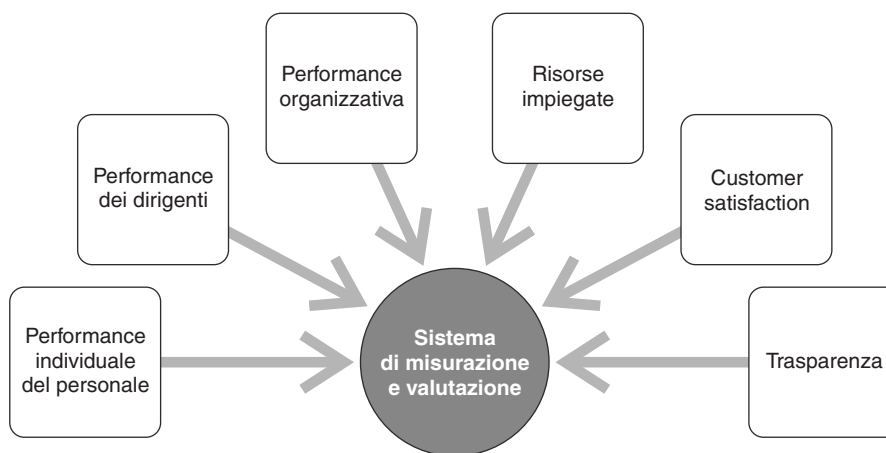 Performance
organizzativa
Risorse
impiegate
Performance
dei dirigenti
Customer
satisfaction
Performance
individuale
del personale
Sistema
di misurazione
e valutazione
Trasparenza